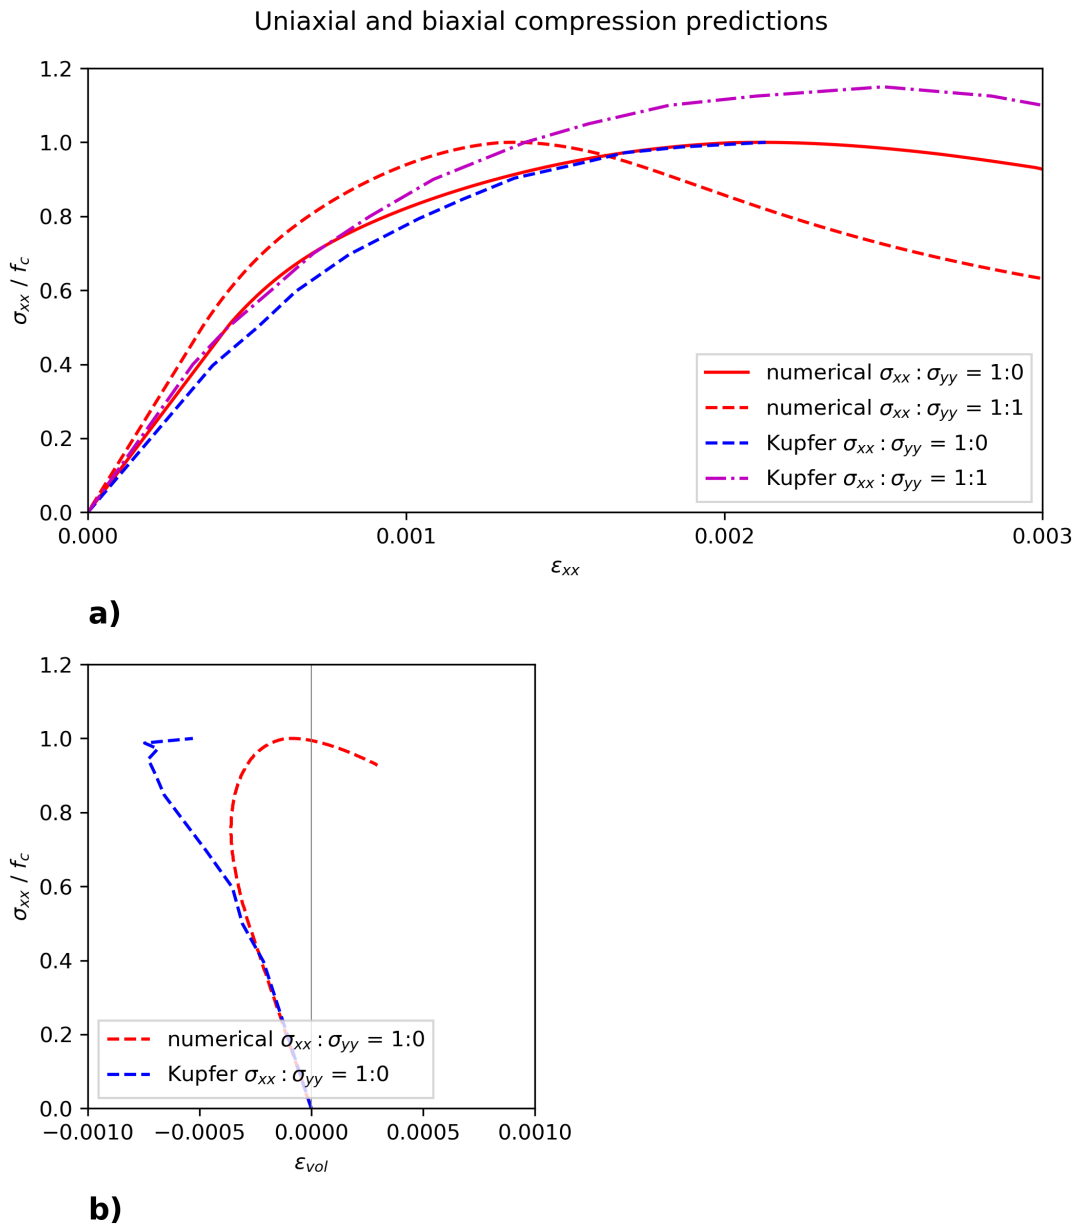 Uniaxial and biaxial compression predictions
1.2
1.0
0.8
0.6
0.4
0.2
0.0
σxx / fc
numerical σxx : σyy = 1:0
numerical σxx : σyy = 1:1
Kupfer σxx : σyy = 1:0
Kupfer σxx : σyy = 1:1
0.000 0.001 0.002 0.003
εxx
a)
1.2
1.0
0.8
0.6
0.4
0.2
0.0
σxx / fc
numerical σxx : σyy = 1:0
Kupfer σxx : σyy = 1:0
−0.0010 −0.0005 0.0000 0.0005 0.0010
εvol
b)